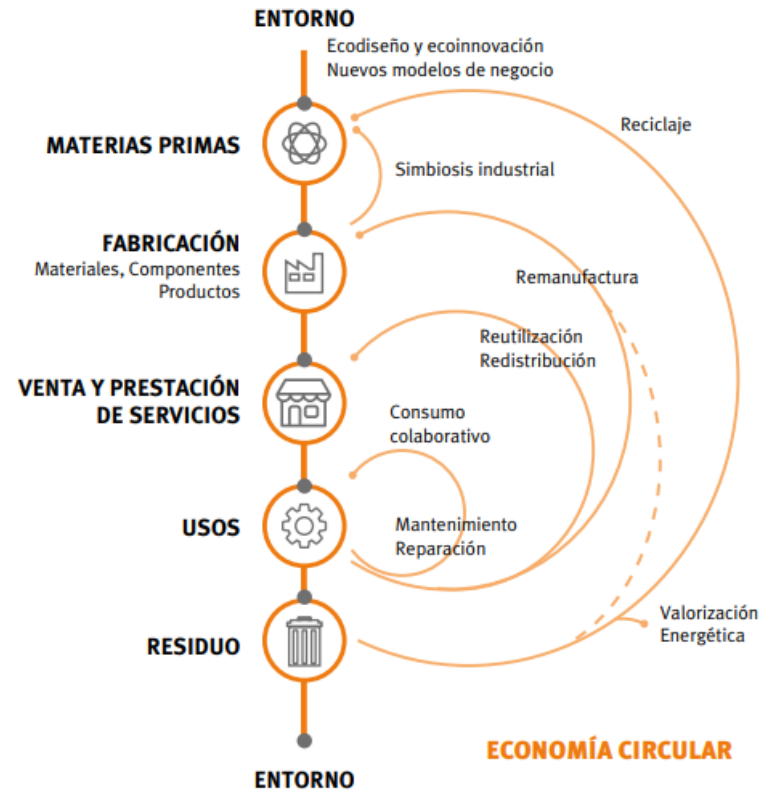 ENTORNO
Ecodiseño y ecoinnovación
Nuevos modelos de negocio
Reciclaje
MATERIAS PRIMAS
Simbiosis industrial
FABRICACIÓN
Materiales, Componentes
Productos
Remanufactura
Reutilización
Redistribución
VENTA Y PRESTACIÓN
DE SERVICIOS
Consumo
colaborativo
USOS
Mantenimiento
Reparación
RESIDUO
Valorización
Energética
ECONOMÍA CIRCULAR
ENTORNO